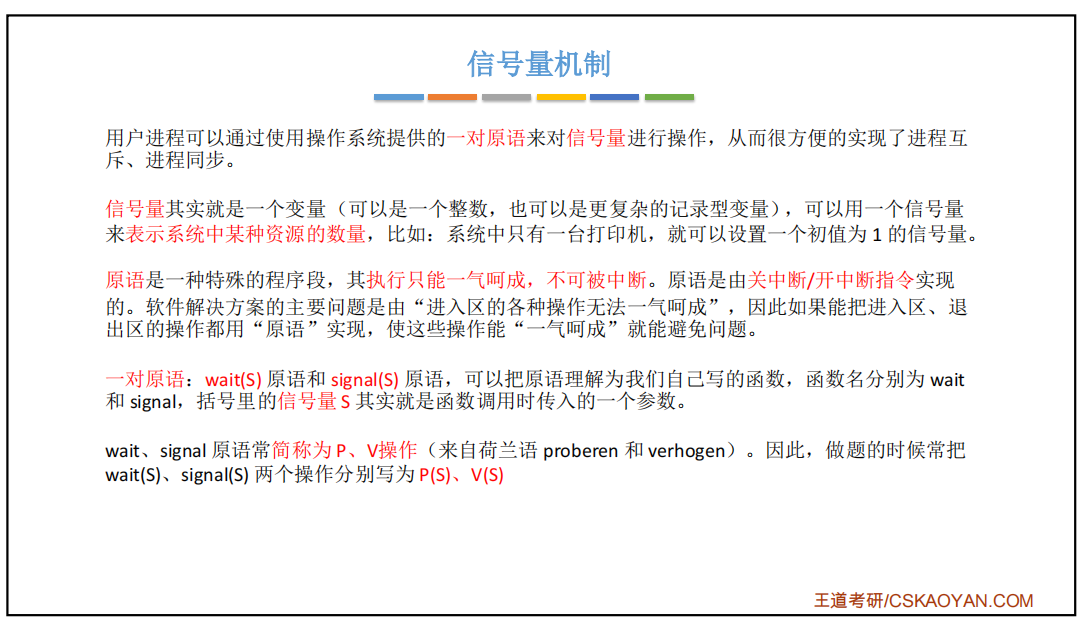 信号量机制
用户进程可以通过使用操作系统提供的一对原语来对信号量进行操作，从而很方便的实现了进程互
斥、进程同步。
信号量其实就是一个变量（可以是一个整数，也可以是更复杂的记录型变量），可以用一个信号量
来表示系统中某种资源的数量，比如：系统中只有一台打印机，就可以设置一个初值为 1 的信号量。
原语是一种特殊的程序段，其执行只能一气呵成，不可被中断。原语是由关中断/开中断指令实现
的。软件解决方案的主要问题是由“进入区的各种操作无法一气呵成”，因此如果能把进入区、退
出区的操作都用“原语”实现，使这些操作能“一气呵成”就能避免问题。
一对原语：wait(S) 原语和 signal(S) 原语，可以把原语理解为我们自己写的函数，函数名分别为 wait
和 signal，括号里的信号量 S 其实就是函数调用时传入的一个参数。
wait、signal 原语常简称为 P、V操作（来自荷兰语 proberen 和 verhogen）。因此，做题的时候常把
wait(S)、signal(S) 两个操作分别写为 P(S)、V(S)
王道考研/CSKAOYAN.COM